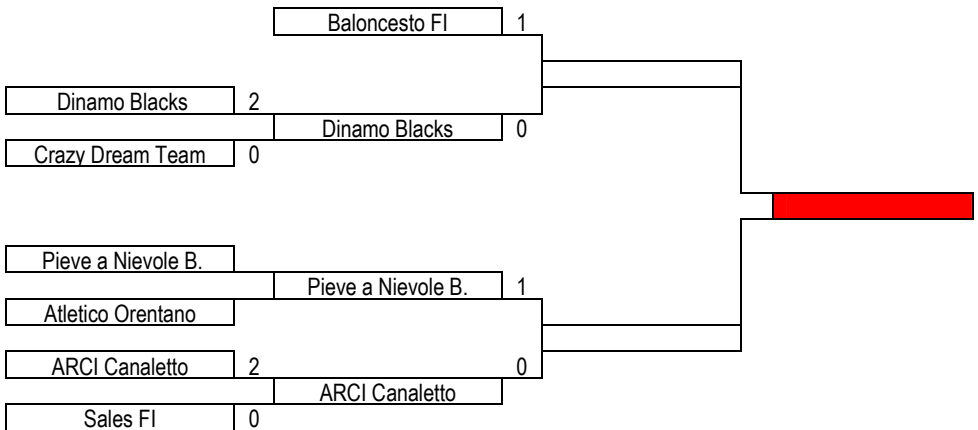 Baloncesto FI 1
Dinamo Blacks 2
Dinamo Blacks 0
Crazy Dream Team 0
Pieve a Nievole B.
Pieve a Nievole B. 1
Atletico Orentano
ARCI Canaletto 2 0
ARCI Canaletto
Sales FI 0